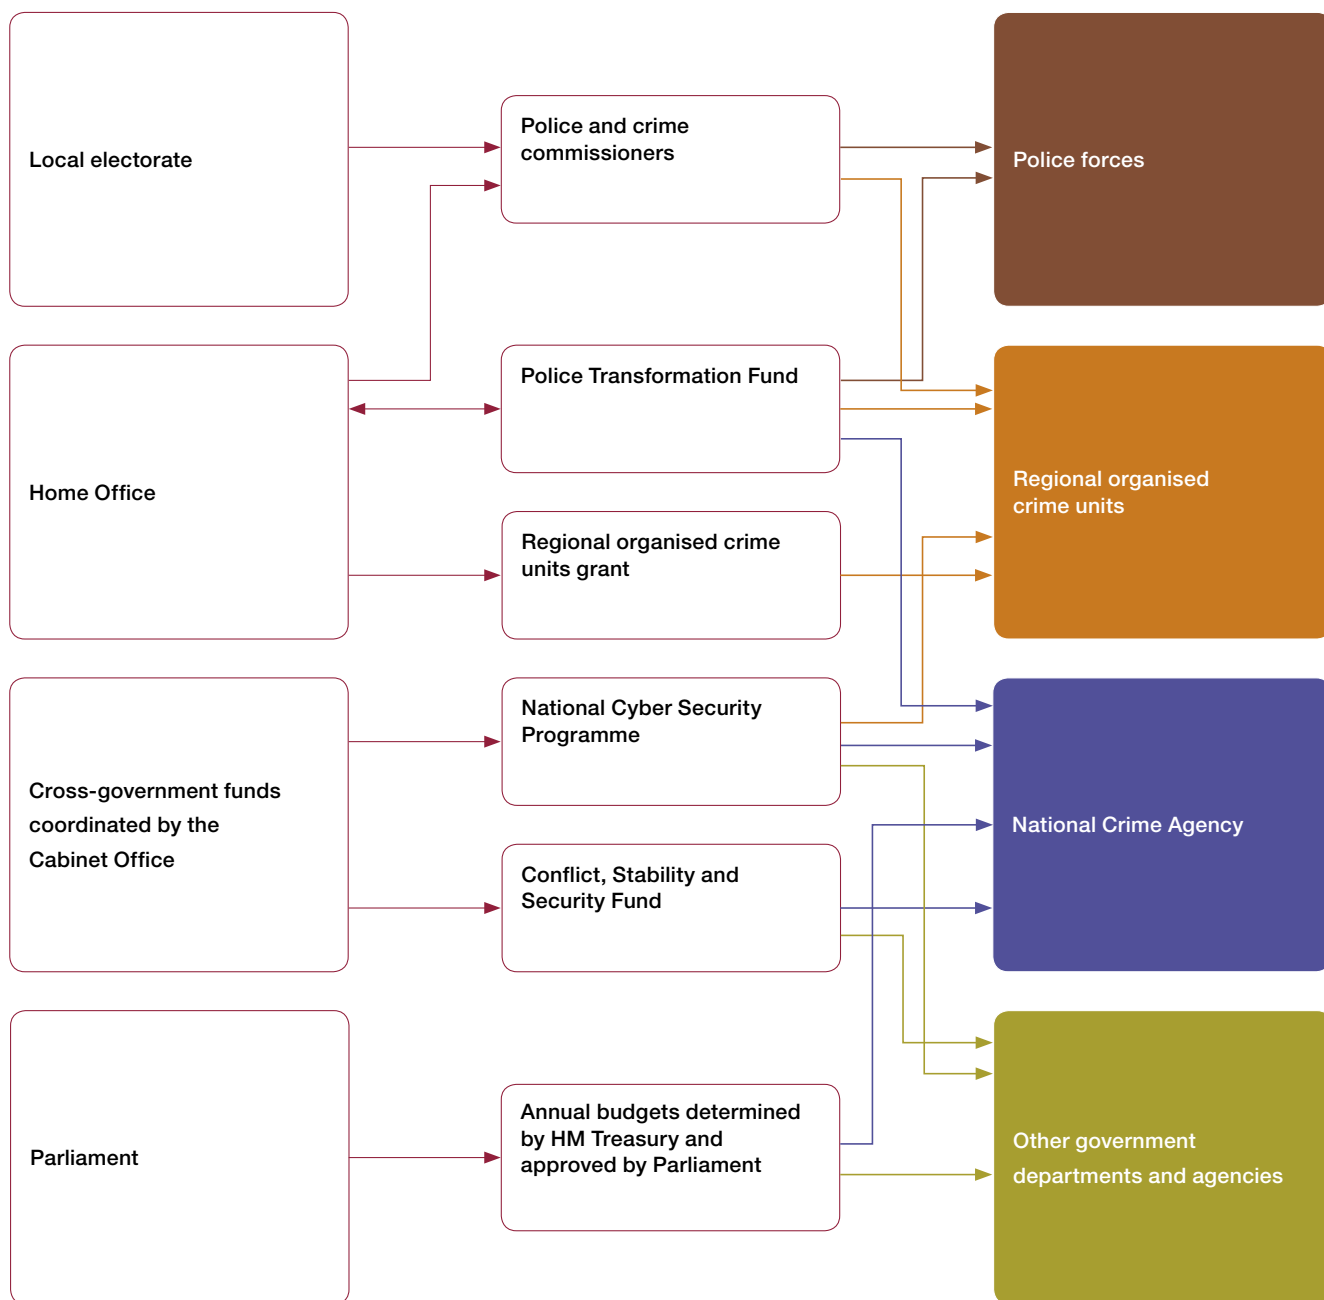 Local electorate
Police and crime
commissioners
Police forces
Home Office
Police Transformation Fund
Regional organised crime
units grant
Regional organised
crime units
Cross-government funds
coordinated by the
Cabinet Office
National Cyber Security
Programme
Conflict, Stability and
Security Fund
National Crime Agency
Parliament
Annual budgets determined
by HM Treasury and
approved by Parliament
Other government
departments and agencies